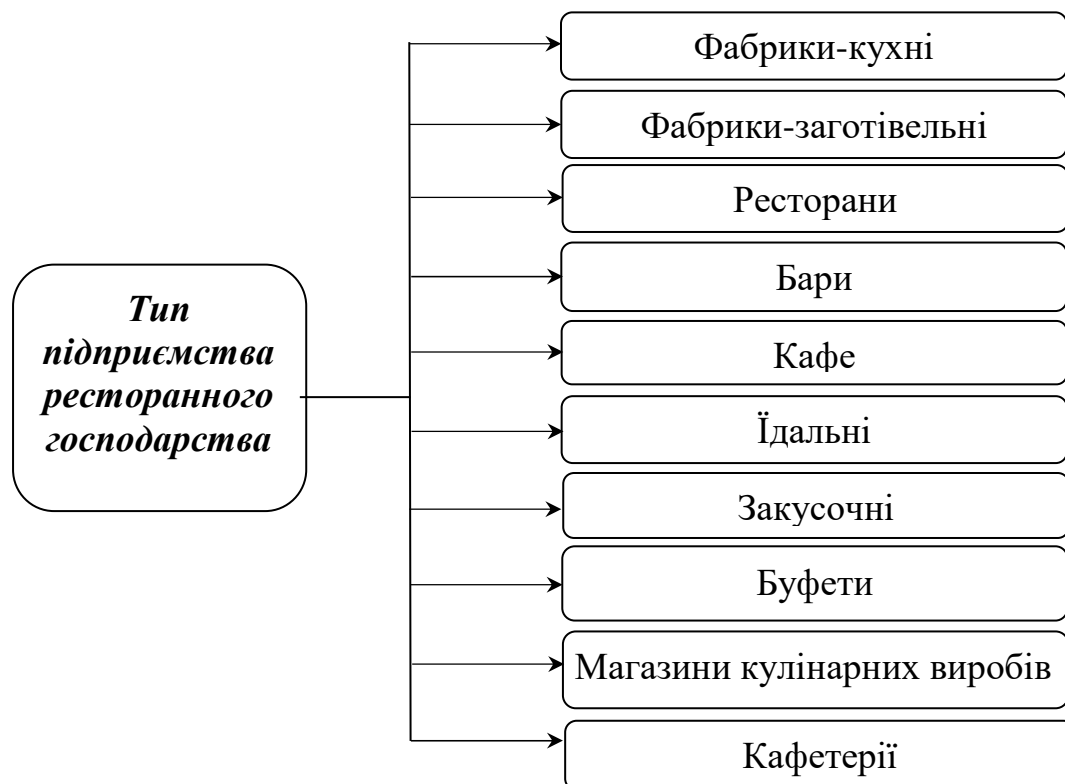 Фабрики-кухні
Фабрики-заготівельні
Ресторани
Бари
Тип
підприємства
ресторанного
господарства
Кафе
Їдальні
Закусочні
Буфети
Магазини кулінарних виробів
Кафетерії